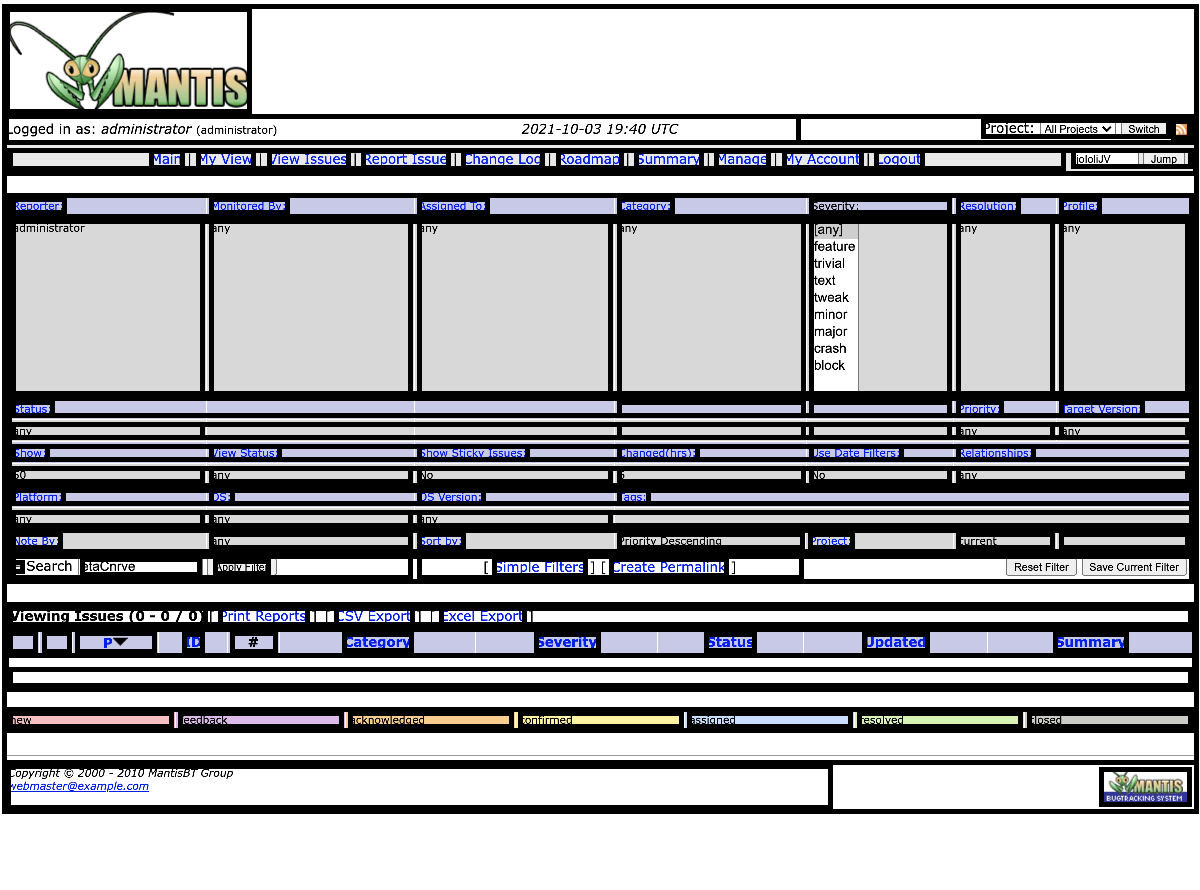 MANTIS
Logged in as: administrator (administrator)
2021-10-03 19:40 UTC
Project: All Projects Switch
Main | My View | View Issues | Report Issue | Change Log | Roadmap | Summary | Manage | My Account | Logout
joloIiJV Jump
Reporter: Monitored By: Assigned To: Category: Severity: Resolution: Profile:
administrator any any any [any] any any
feature
trivial
text
tweak
minor
major
crash
block
Status: Priority: Target Version:
any any any
Show: View Status: Show Sticky Issues: Changed(hrs): Use Date Filters: Relationships:
50 any No 6 No any
Platform: OS: OS Version: Tags:
any any any
Note By: any Sort by: Priority Descending Project: current
Search etaCnrve Apply Filter [ Simple Filters ] [ Create Permalink ] Reset Filter Save Current Filter
Viewing Issues (0 - 0 / 0) [ Print Reports ] [ CSV Export ] [ Excel Export ]
P ID # Category Severity Status Updated Summary
new feedback acknowledged confirmed assigned resolved closed
Copyright © 2000 - 2010 MantisBT Group
webmaster@example.com
MANTIS
BUGTRACKING SYSTEM